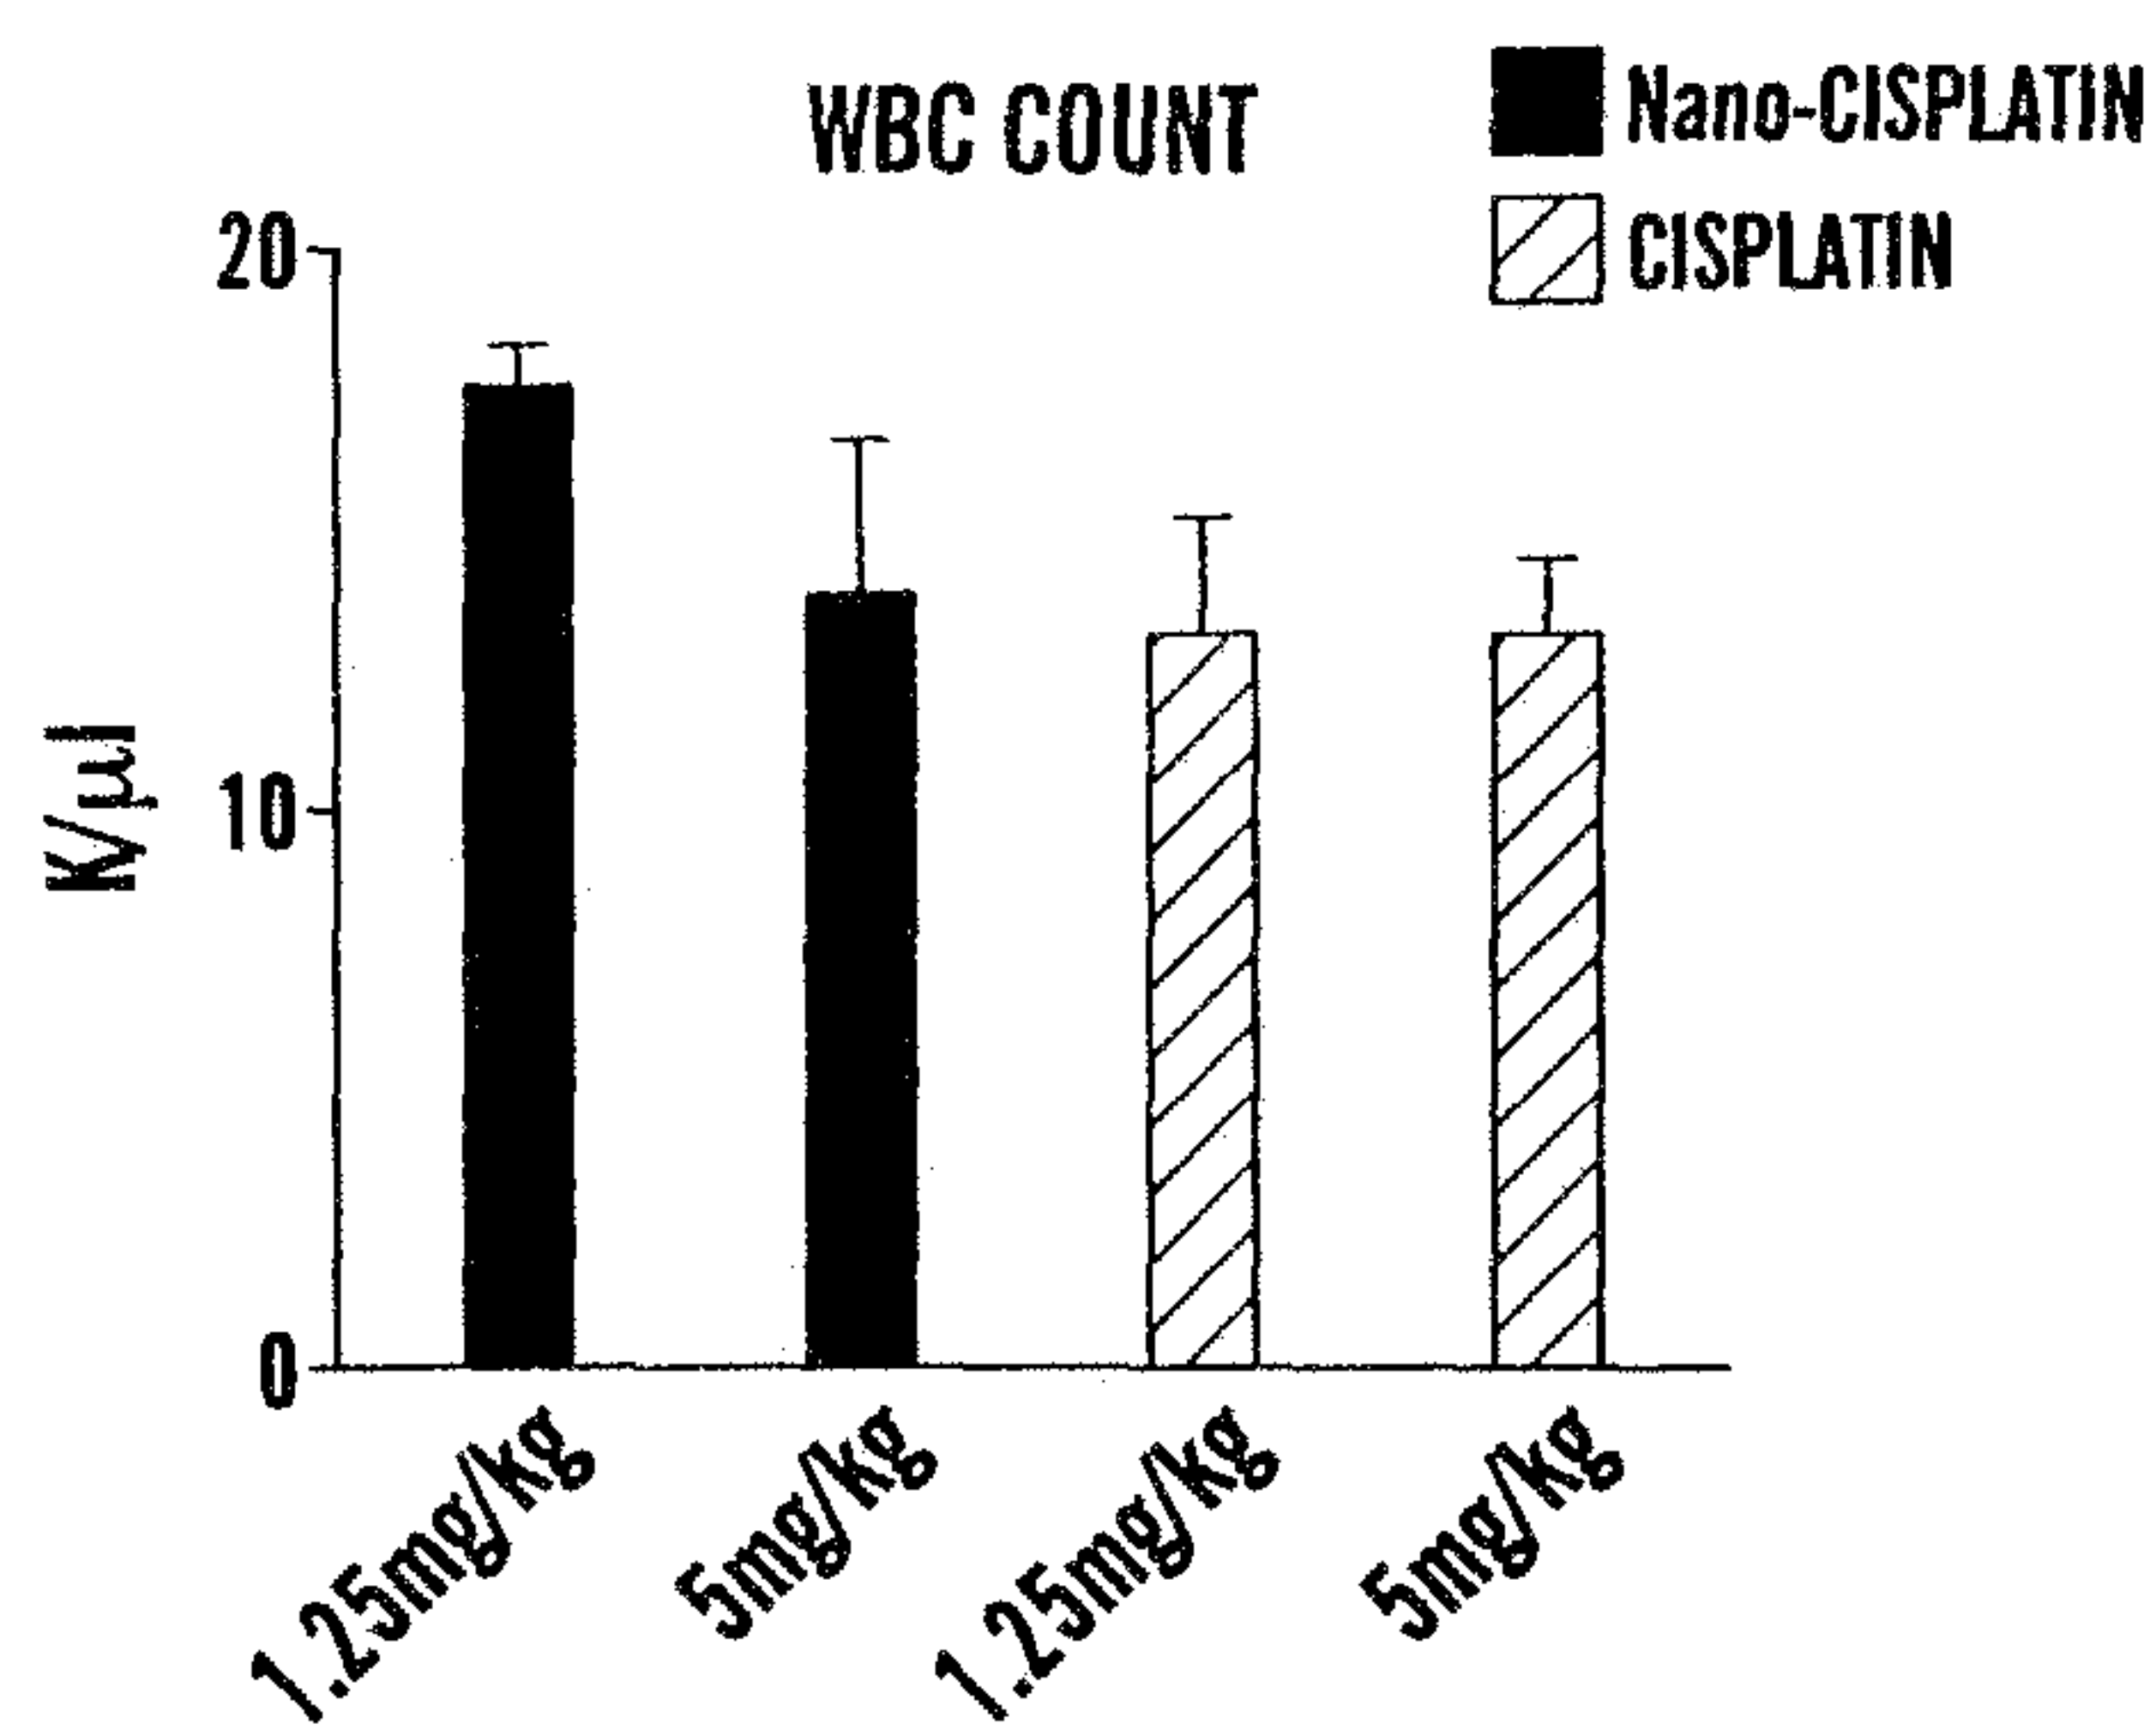 WBC COUNT
Nano-CISPLATIN
CISPLATIN
20
10
0
K/μl
1.25mg/kg
5mg/kg
1.25mg/kg
5mg/kg